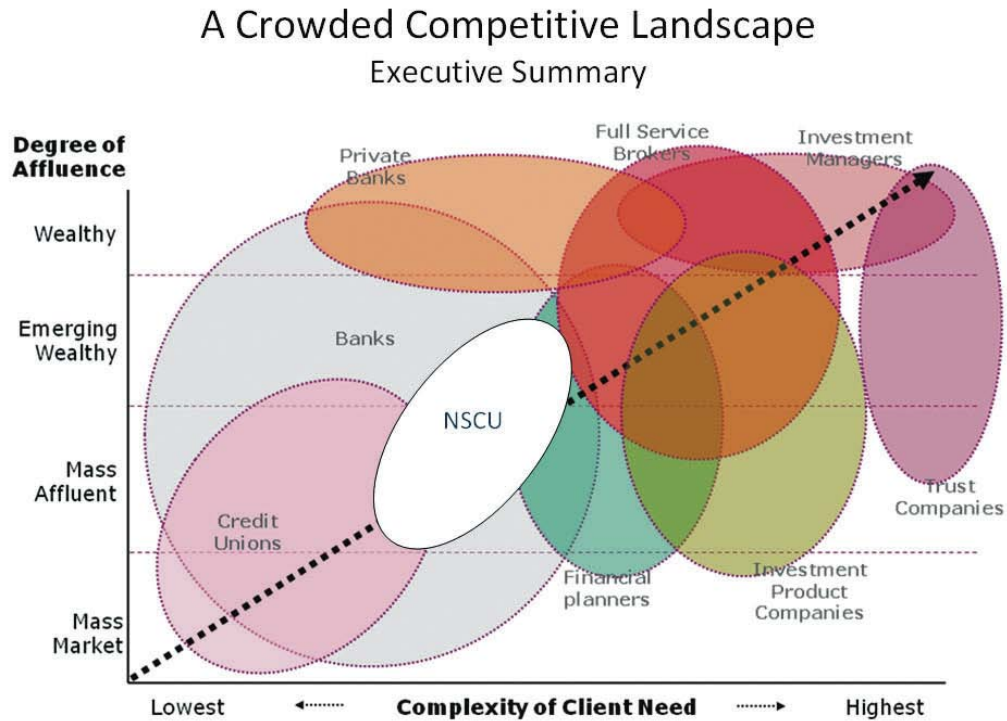 A Crowded Competitive Landscape
Executive Summary
Degree of
Affluence
Private
Banks
Full Service
Brokers
Investment
Managers
Wealthy
Emerging
Wealthy
Banks
NSCU
Mass
Affluent
Credit
Unions
Trust
Companies
Financial
planners
Investment
Product
Companies
Mass
Market
Lowest
Complexity of Client Need
Highest